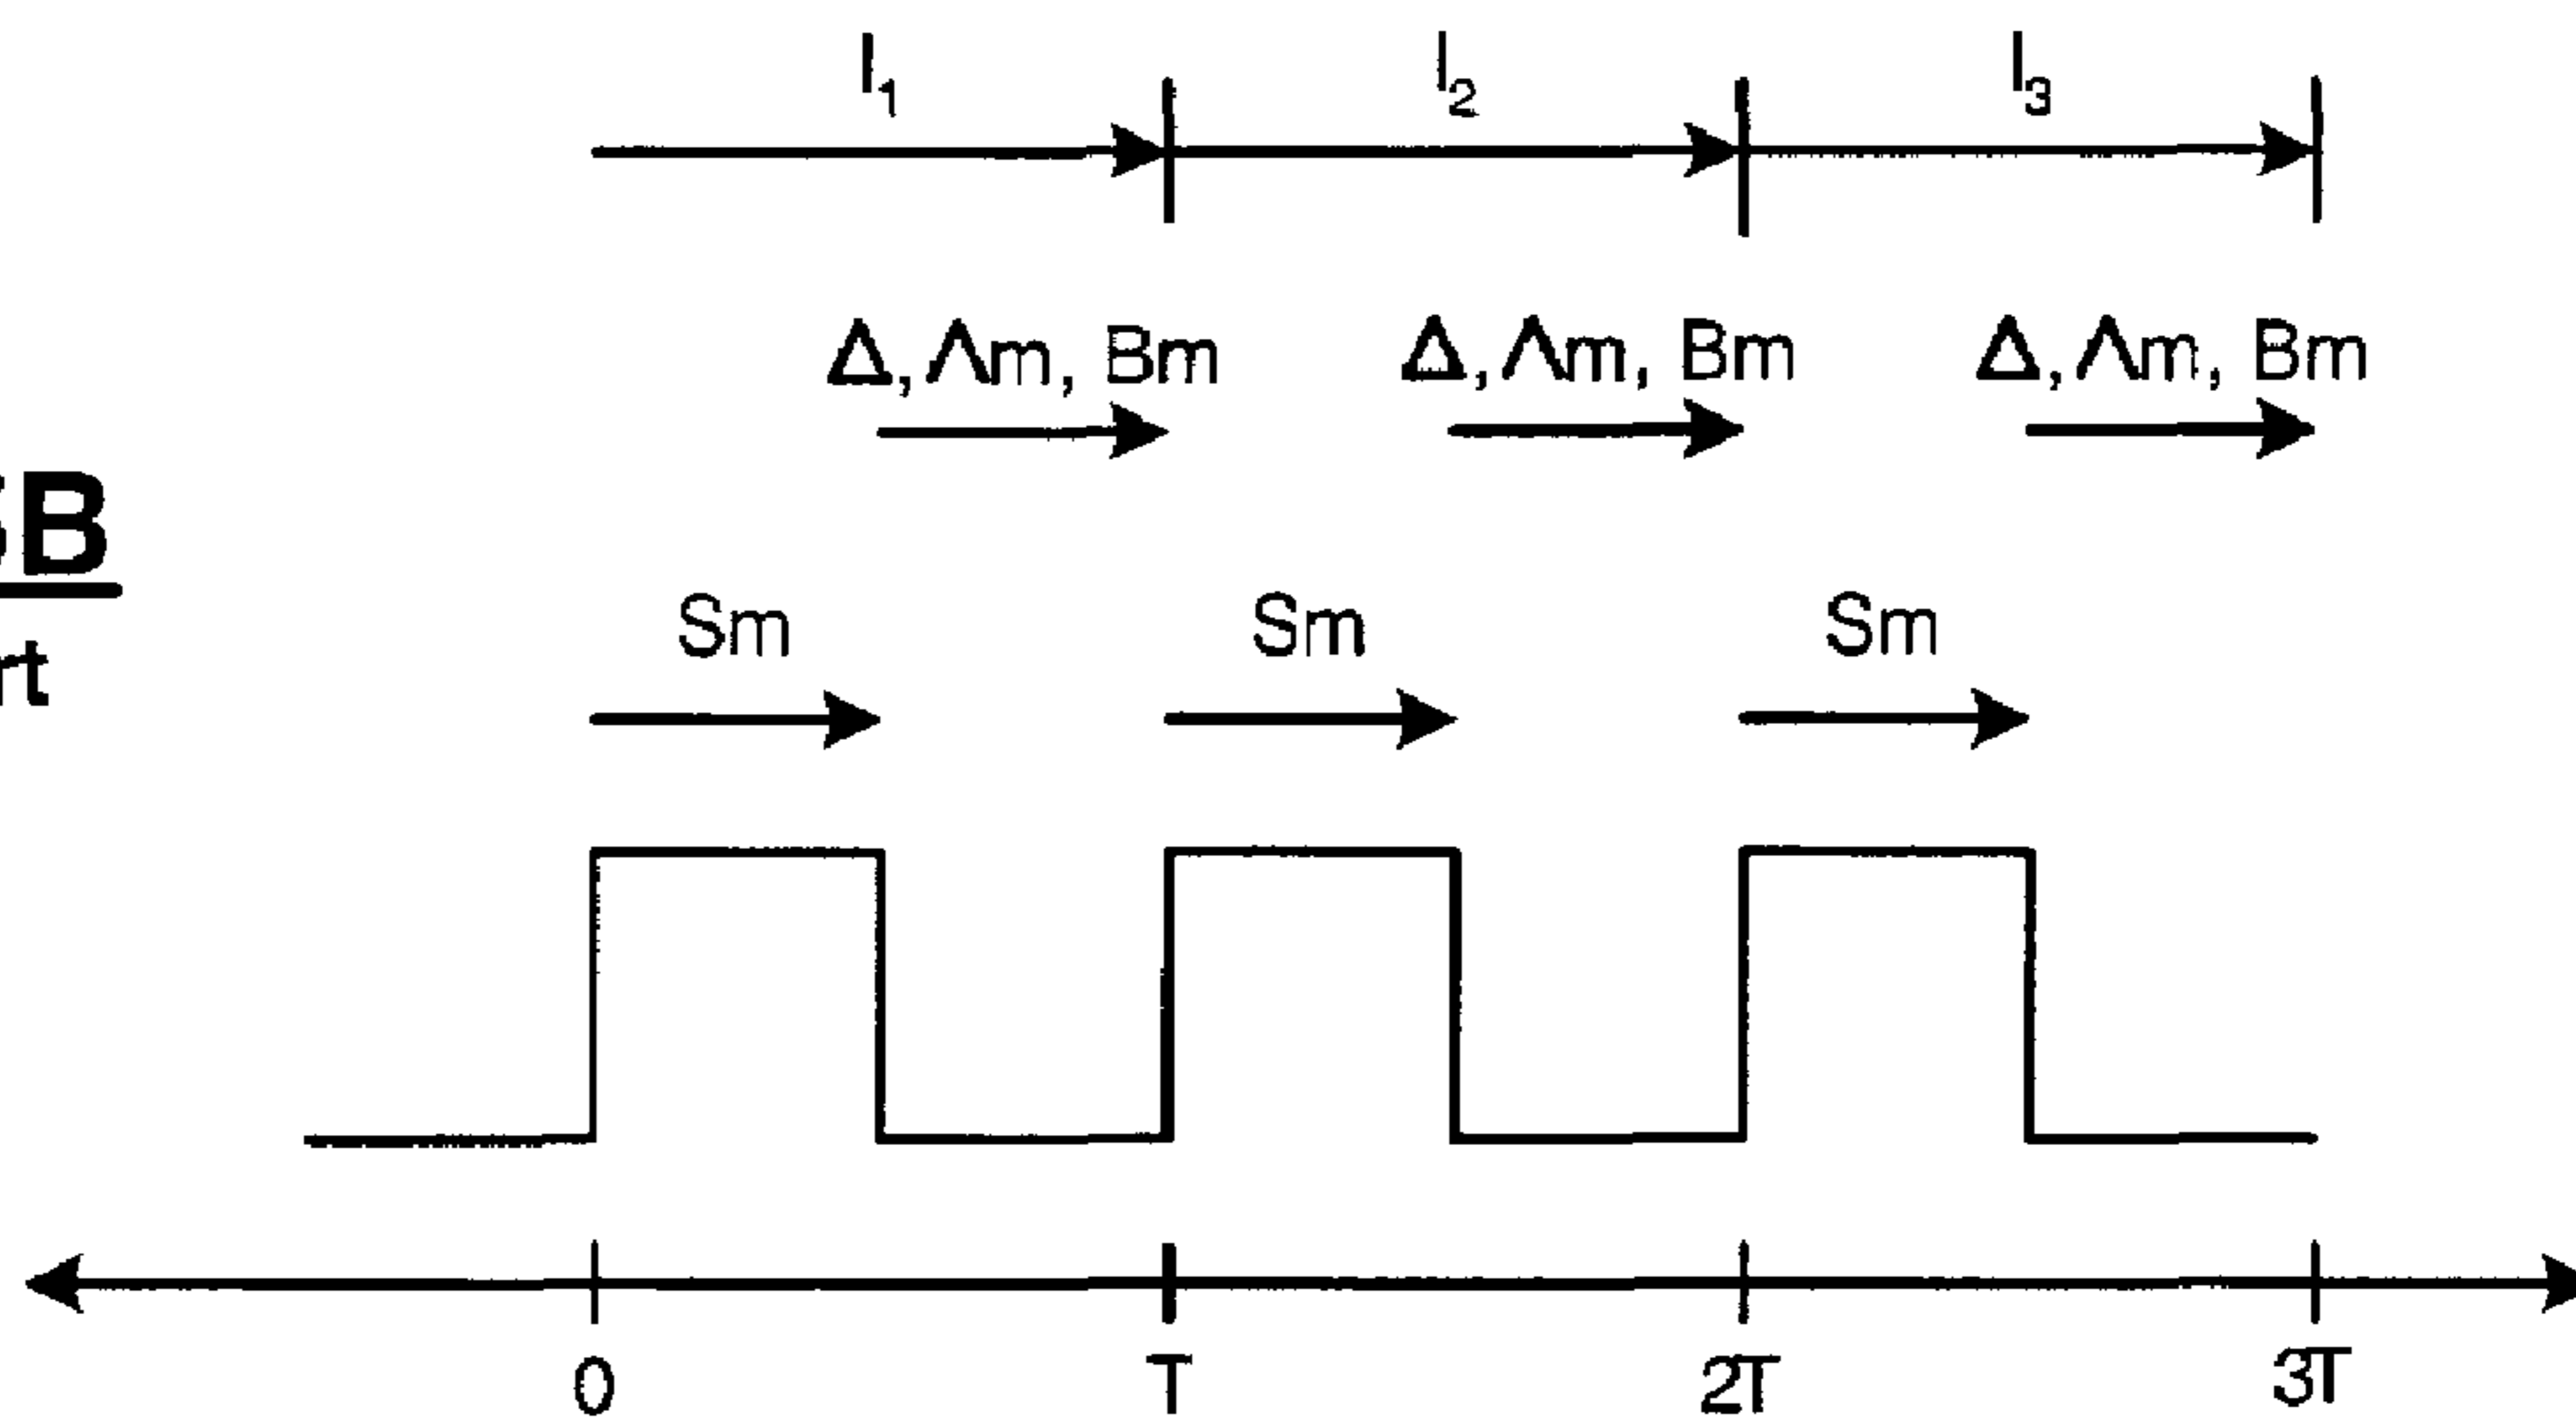 I₁ I₂ I₃
Δ, Λm, Bm Δ, Λm, Bm Δ, Λm, Bm
Sm Sm Sm
0 T 2T 3T